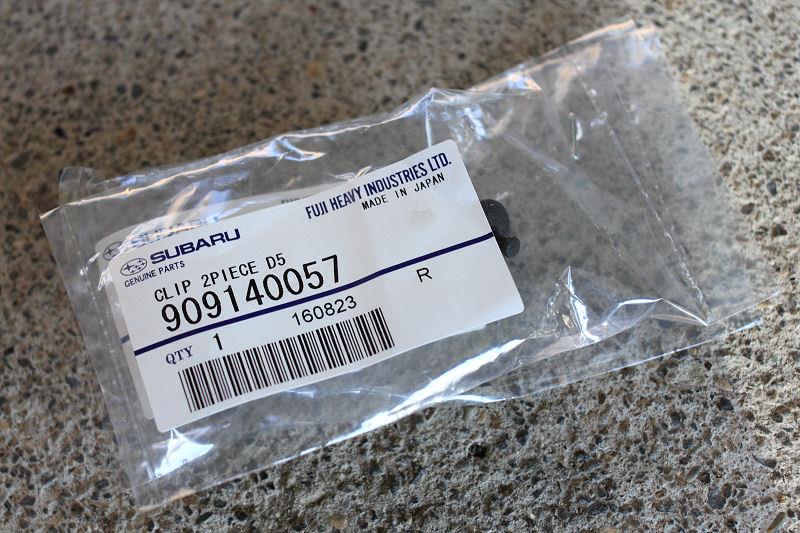 SUBARU
GENUINE PARTS
FUJI HEAVY INDUSTRIES LTD.
MADE IN JAPAN
CLIP 2PIECE D5
909140057
160823
R
QTY 1